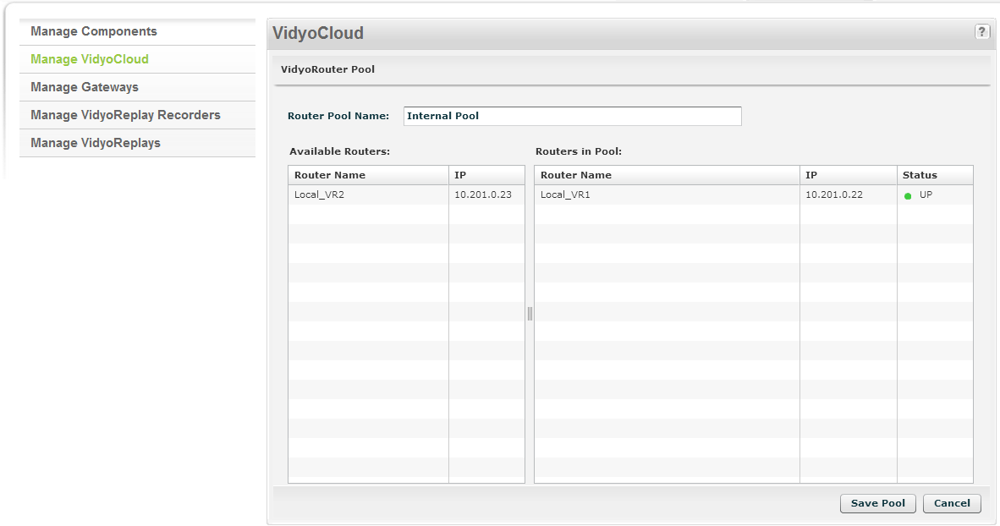 Manage Components
Manage VidyoCloud
Manage Gateways
Manage VidyoReplay Recorders
Manage VidyoReplays
VidyoCloud ?
VidyoRouter Pool
Router Pool Name: Internal Pool
Available Routers: Routers in Pool:
Router Name IP Router Name IP Status
Local_VR2 10.201.0.23 Local_VR1 10.201.0.22 UP
Save Pool Cancel